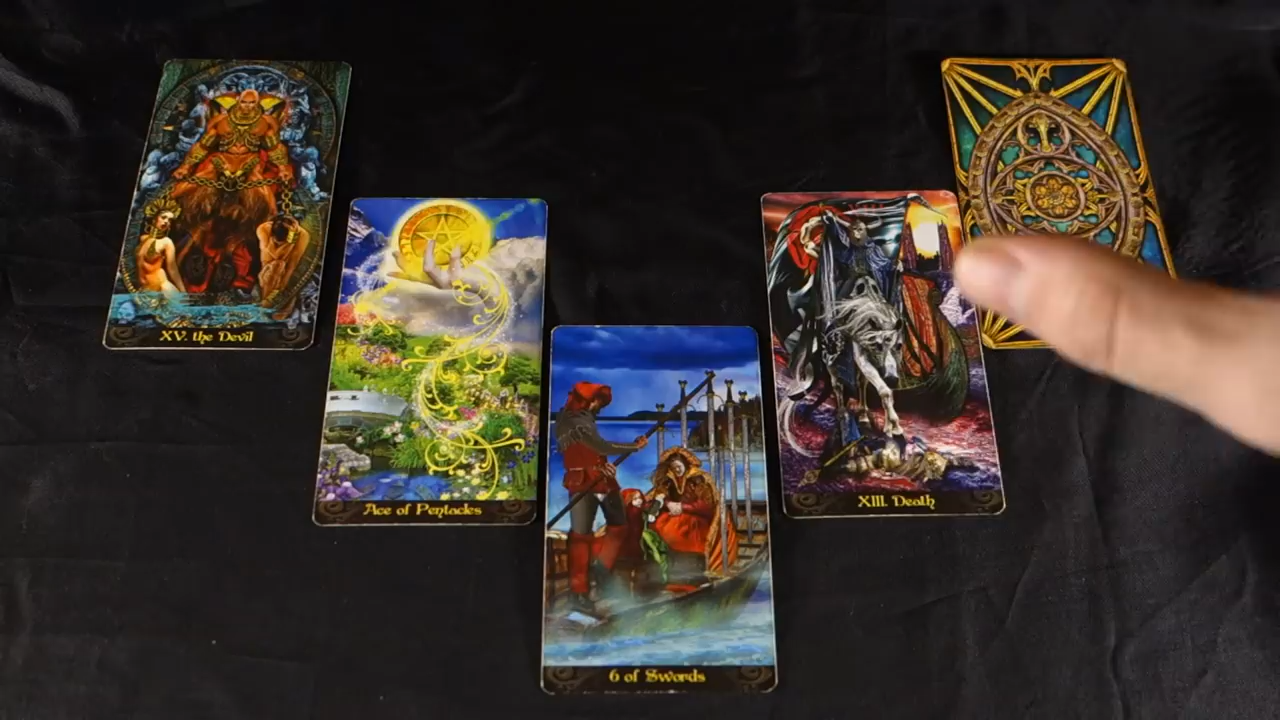 XV. the Devil
Ace of Pentacles
6 of Swords
XIII. Death